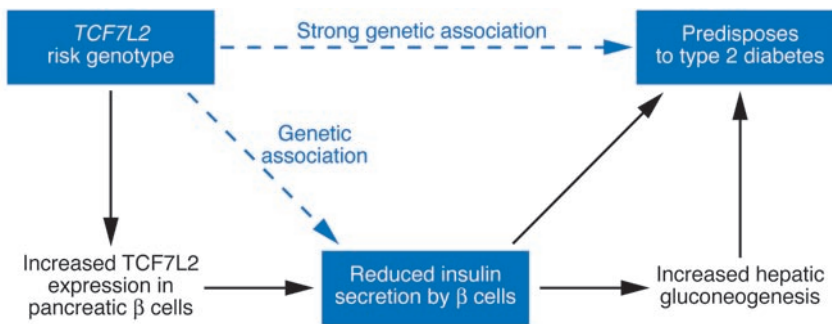 TCF7L2
risk genotype
Strong genetic association
Predisposes
to type 2 diabetes
Genetic
association
Increased TCF7L2
expression in
pancreatic β cells
Reduced insulin
secretion by β cells
Increased hepatic
gluconeogenesis